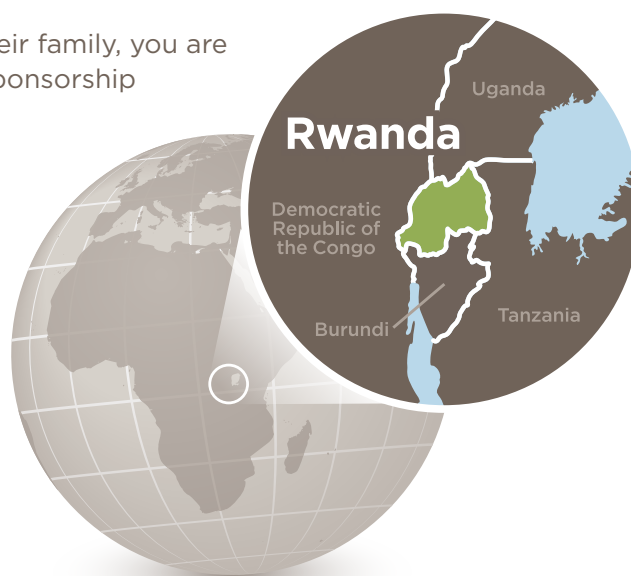 eir family, you are
ponsorship
Uganda
Rwanda
Democratic
Republic of
the Congo
Burundi
Tanzania